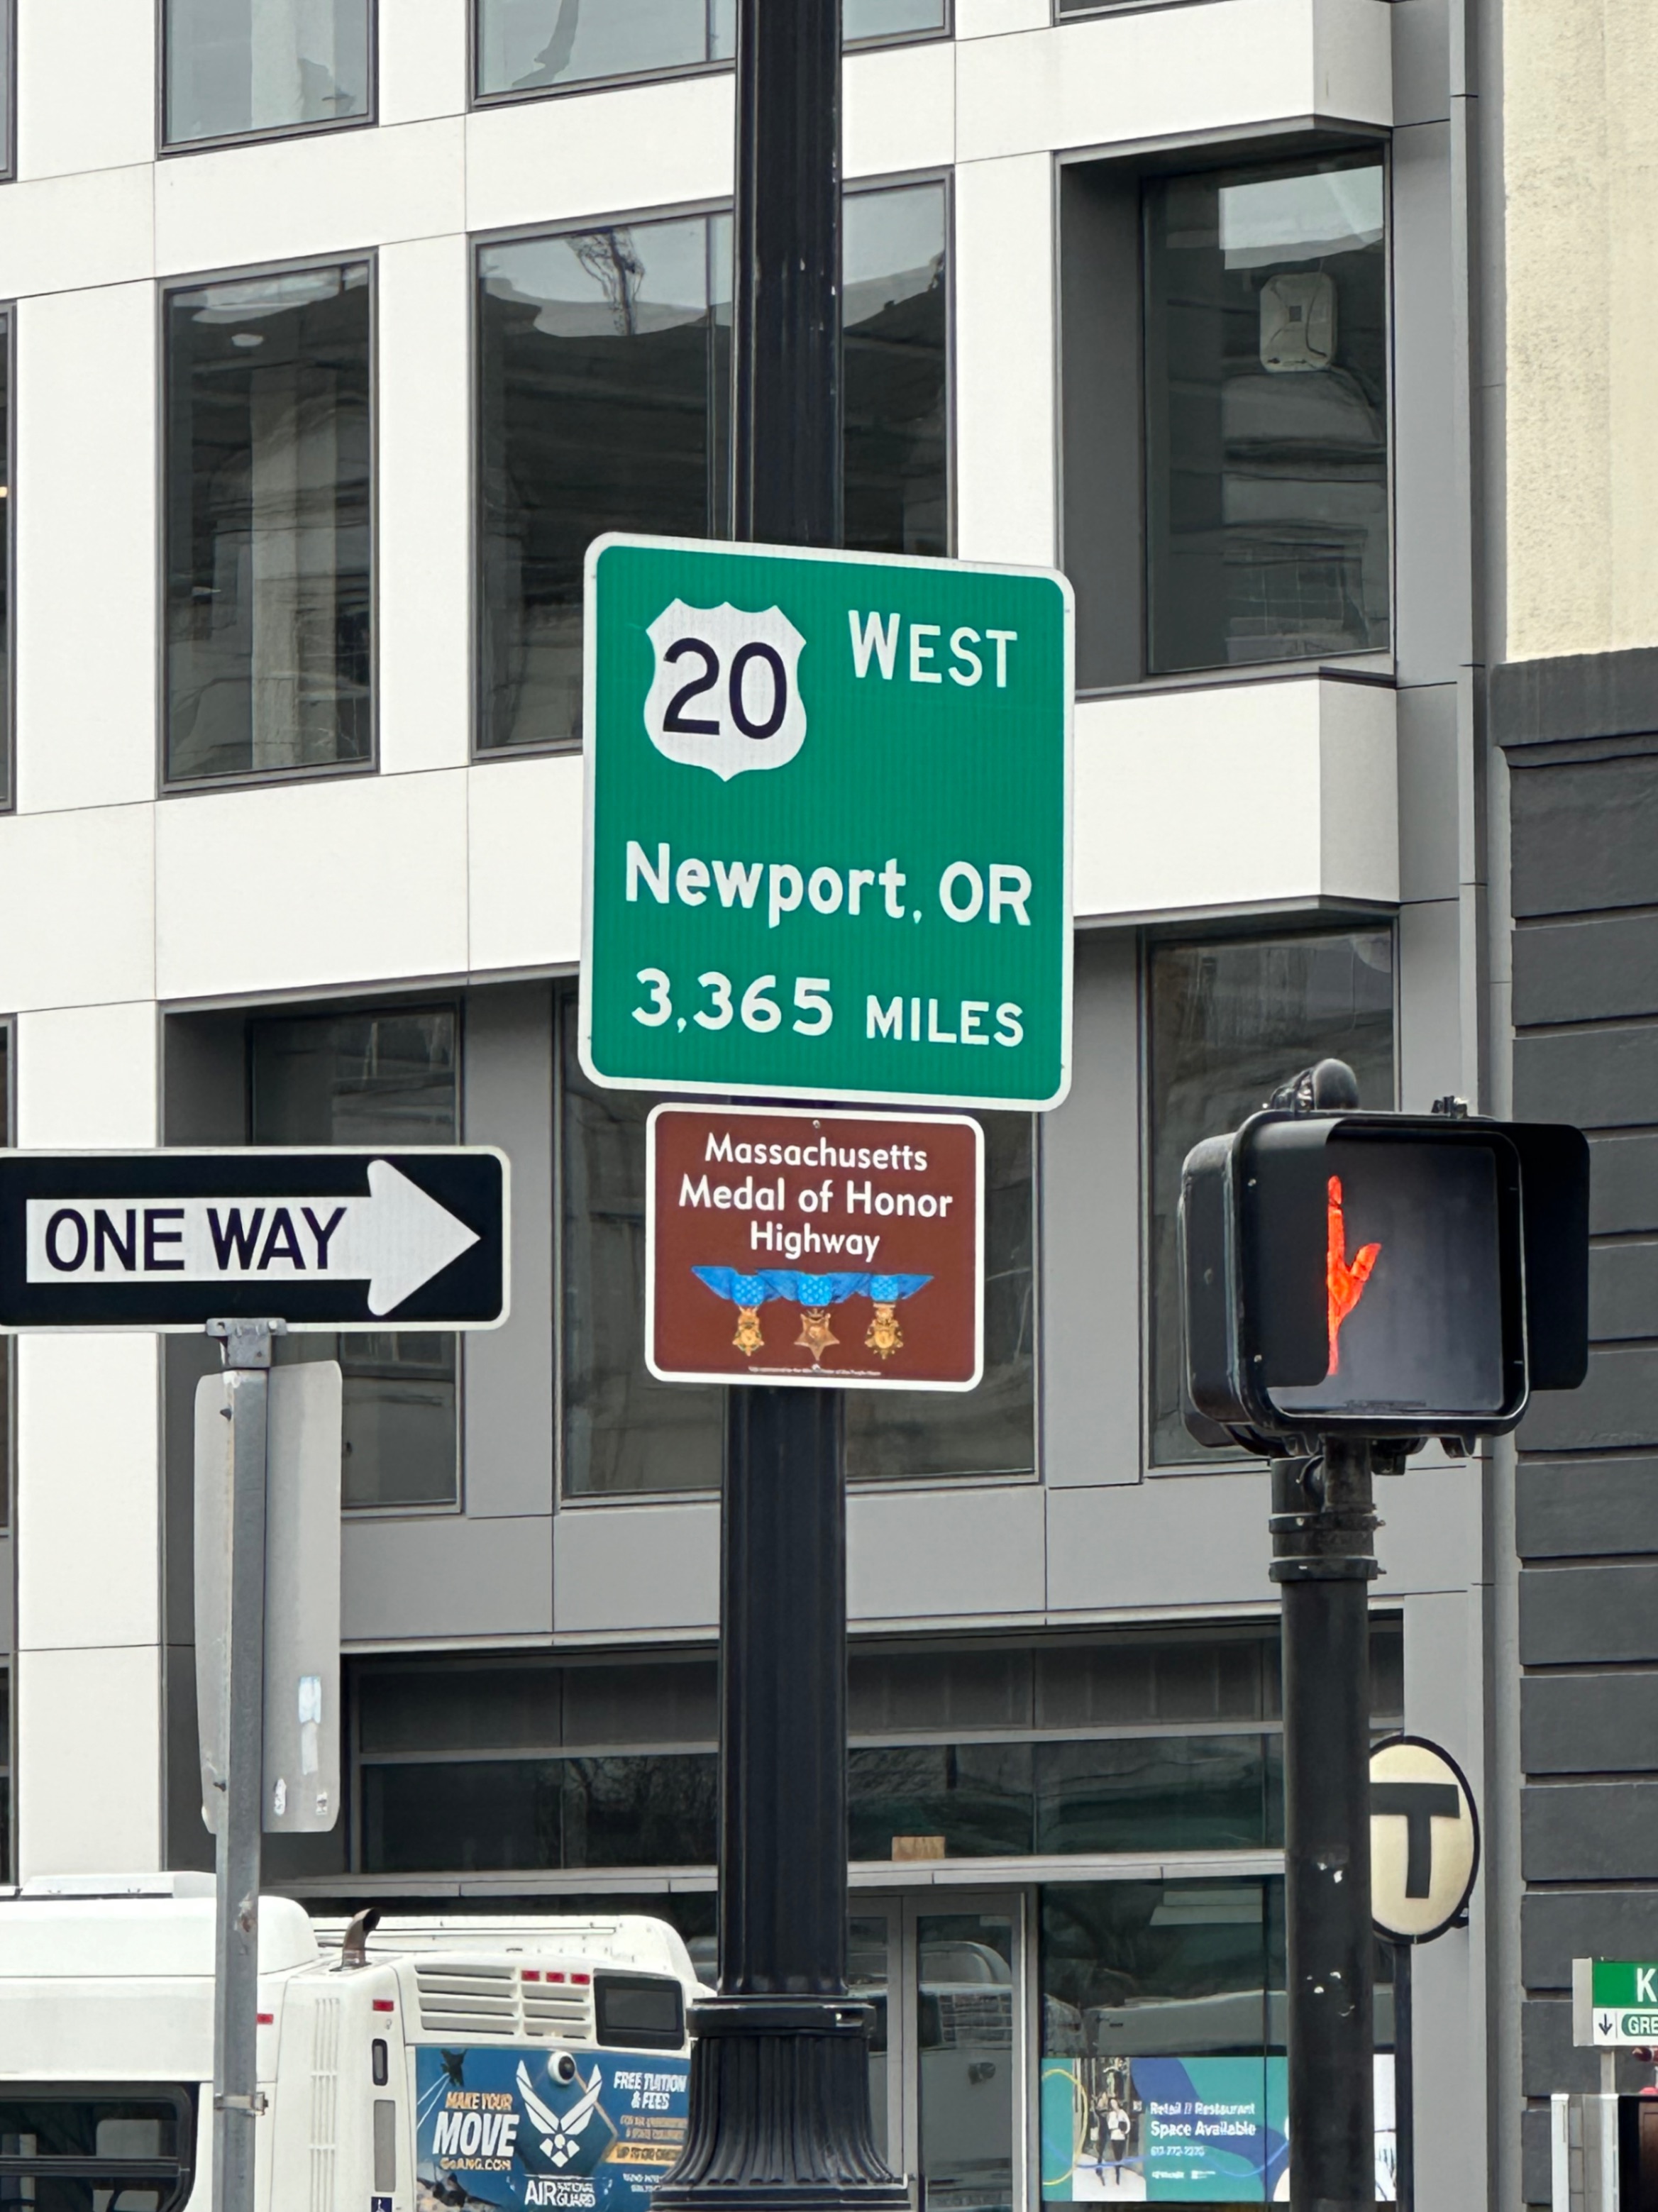 20 WEST
Newport, OR
3,365 MILES
Massachusetts
Medal of Honor
Highway
ONE WAY
T
K
GRE
MAKE YOUR
MOVE
GoANG.COM
FREE TUITION
& FEES
AIR NATIONAL
GUARD
Retail // Restaurant
Space Available